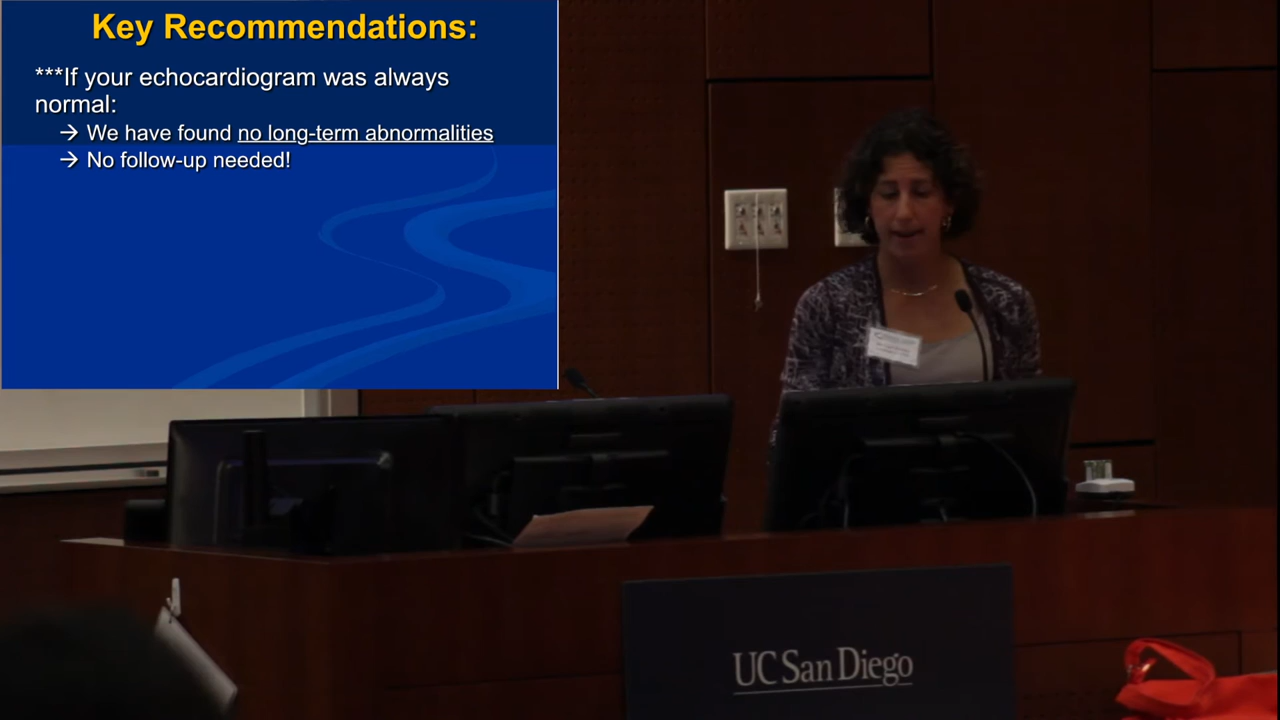 Key Recommendations:
***If your echocardiogram was always
normal:
→ We have found no long-term abnormalities
→ No follow-up needed!
UC San Diego